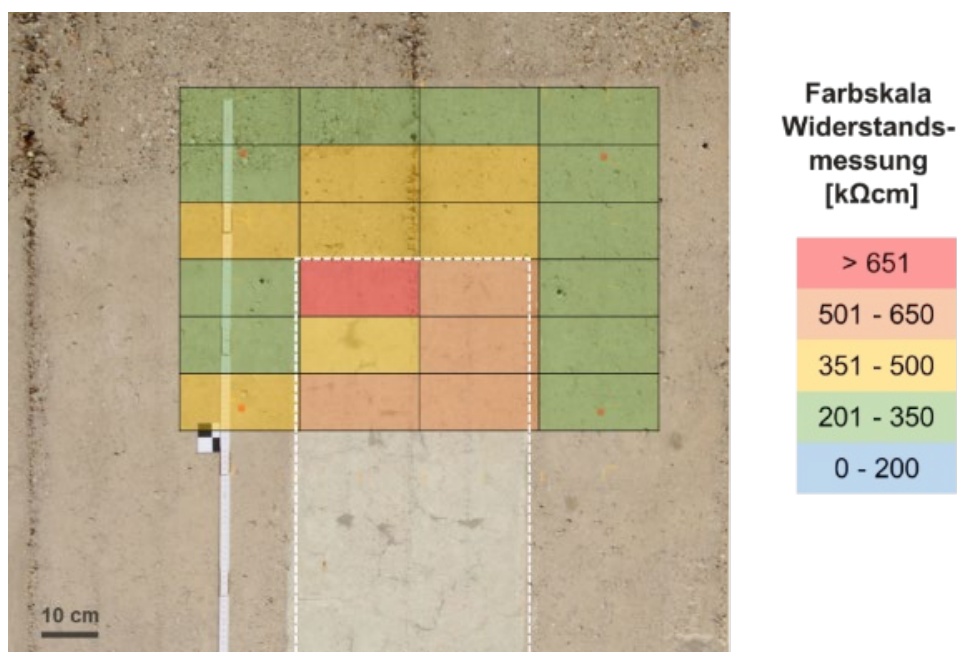 Farbskala
Widerstands-
messung
[kΩcm]
> 651
501 - 650
351 - 500
201 - 350
0 - 200
10 cm